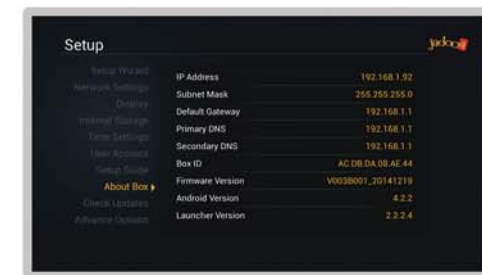 Setup
yadoo
Setup Wizard
Network Settings
Display
Internal Storage
Time Settings
User Account
Setup Guide
About Box
Check Updates
Advance Options
IP Address 192.168.1.92
Subnet Mask 255.255.255.0
Default Gateway 192.168.1.1
Primary DNS 192.168.1.1
Secondary DNS 192.168.1.1
Box ID AC.DB.DA.08.AE.44
Firmware Version V003B001_20141219
Android Version 4.2.2
Launcher Version 2.2.2.4